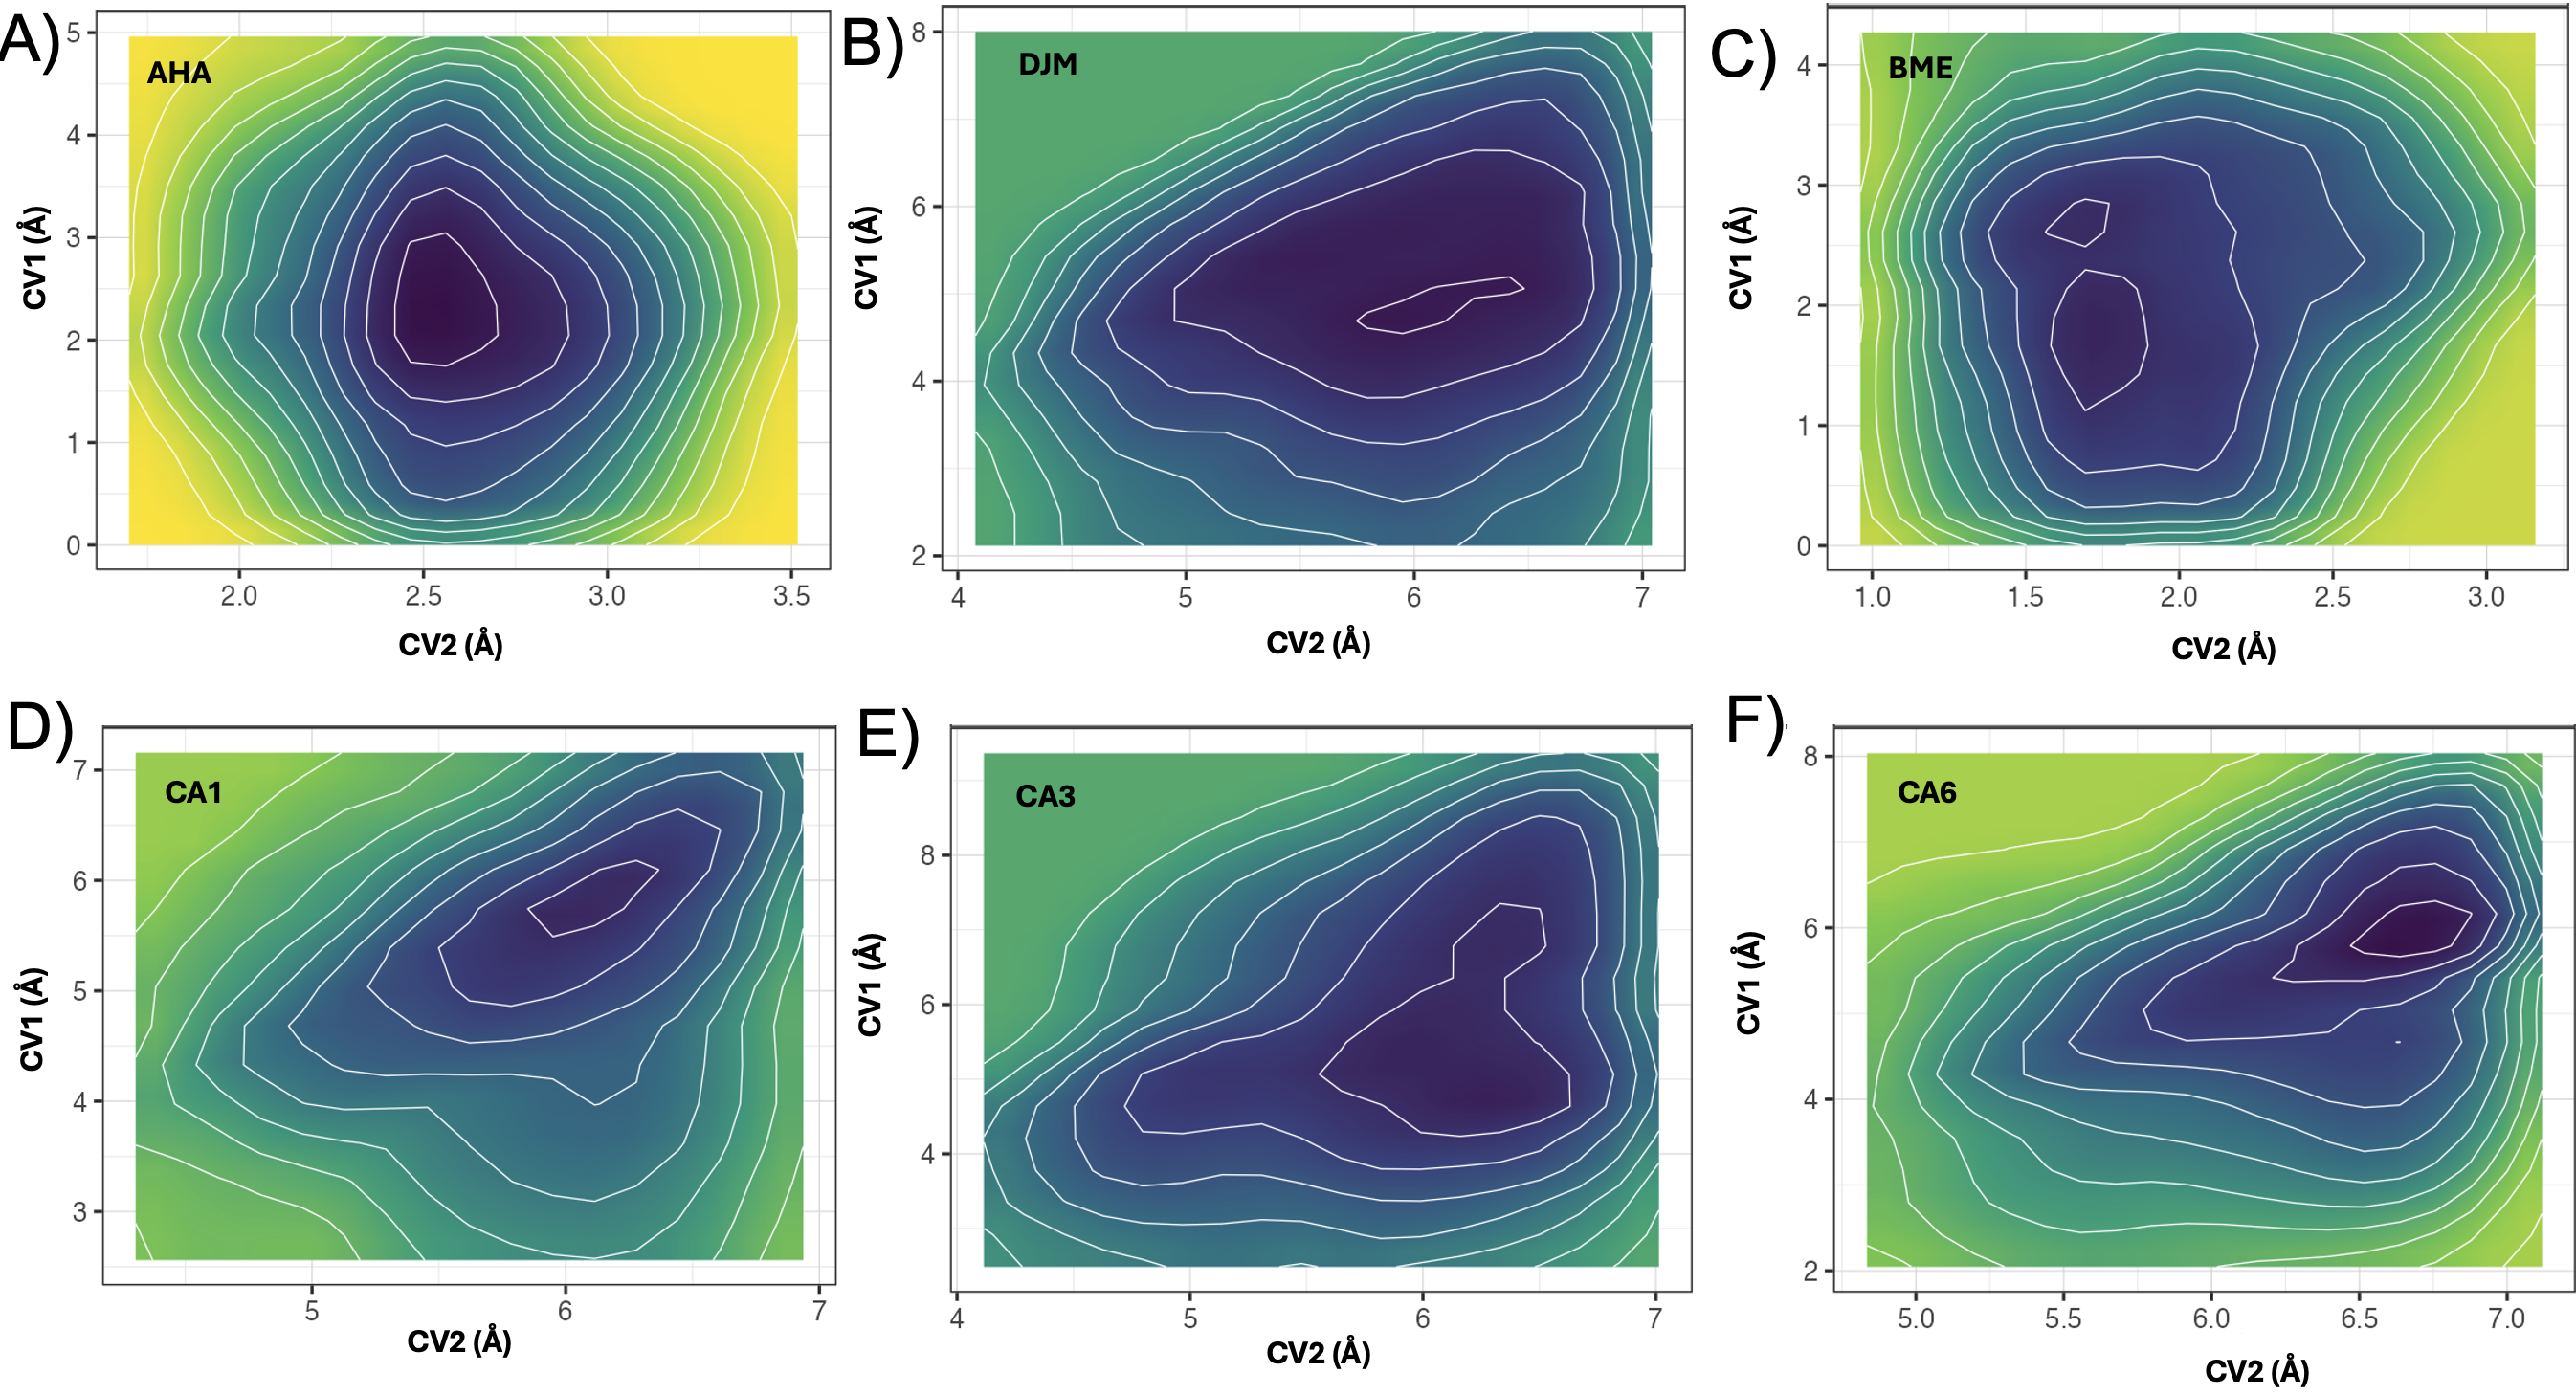 A)
AHA
5
4
3
2
1
0
CV1 (Å)
2.0 2.5 3.0 3.5
CV2 (Å)
B)
DJM
8
6
4
2
CV1 (Å)
4 5 6 7
CV2 (Å)
C)
BME
4
3
2
1
0
CV1 (Å)
1.0 1.5 2.0 2.5 3.0
CV2 (Å)
D)
CA1
7
6
5
4
3
CV1 (Å)
5 6 7
CV2 (Å)
E)
CA3
8
6
4
CV1 (Å)
4 5 6 7
CV2 (Å)
F)
CA6
8
6
4
2
CV1 (Å)
5.0 5.5 6.0 6.5 7.0
CV2 (Å)